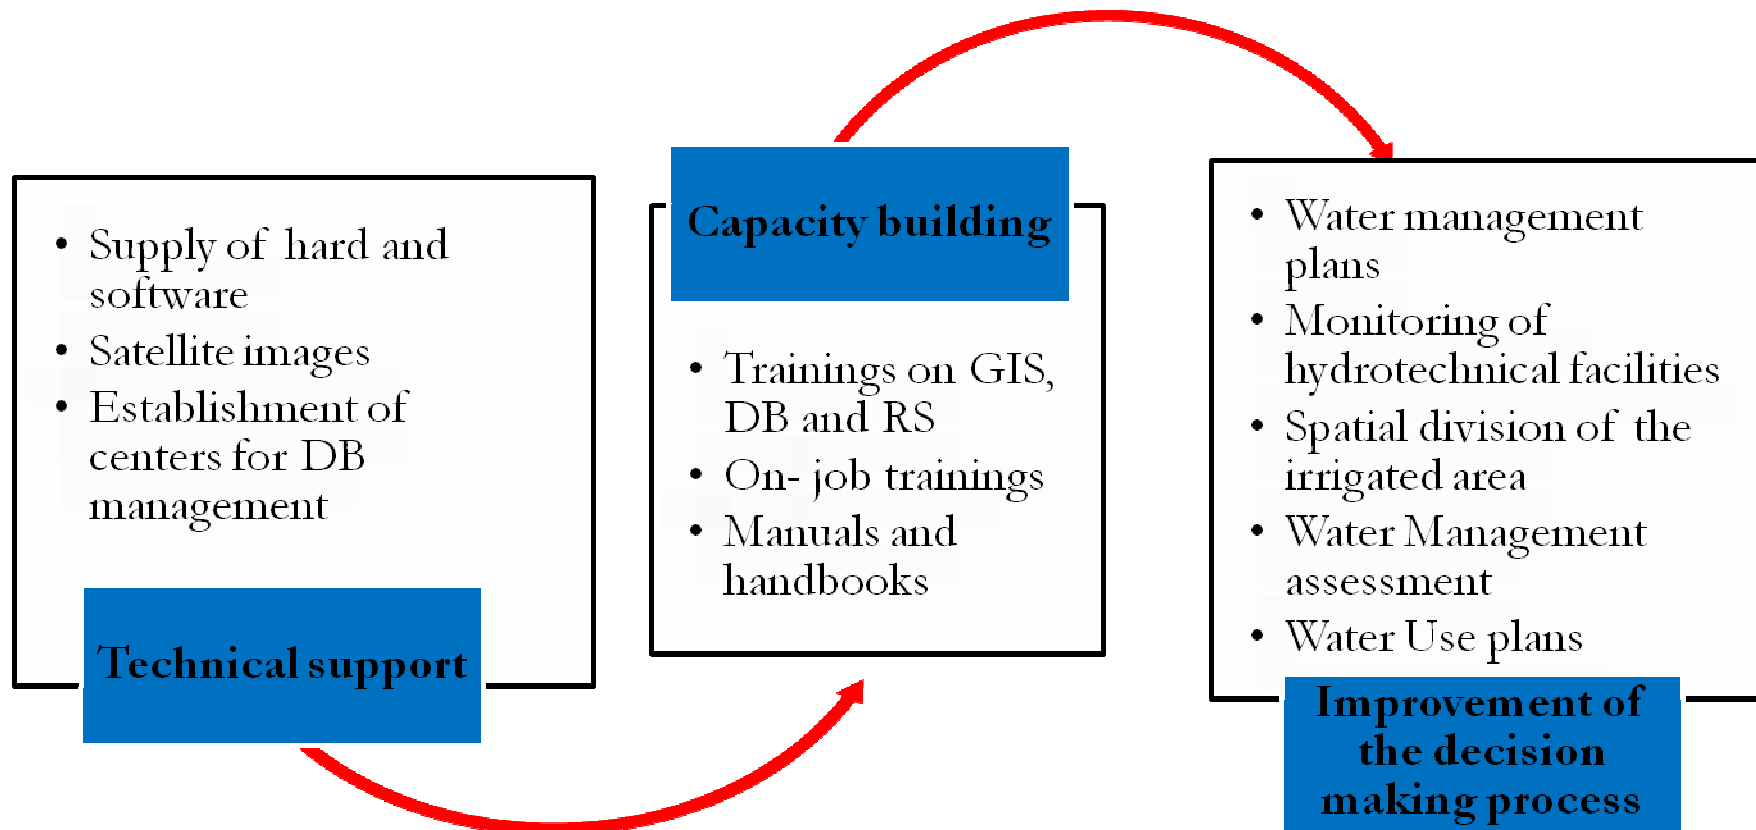 • Supply of hard and
software
• Satellite images
• Establishment of
centers for DB
management
Technical support
Capacity building
• Trainings on GIS,
DB and RS
• On- job trainings
• Manuals and
handbooks
• Water management
plans
• Monitoring of
hydrotechnical facilities
• Spatial division of the
irrigated area
• Water Management
assessment
• Water Use plans
Improvement of
the decision
making process